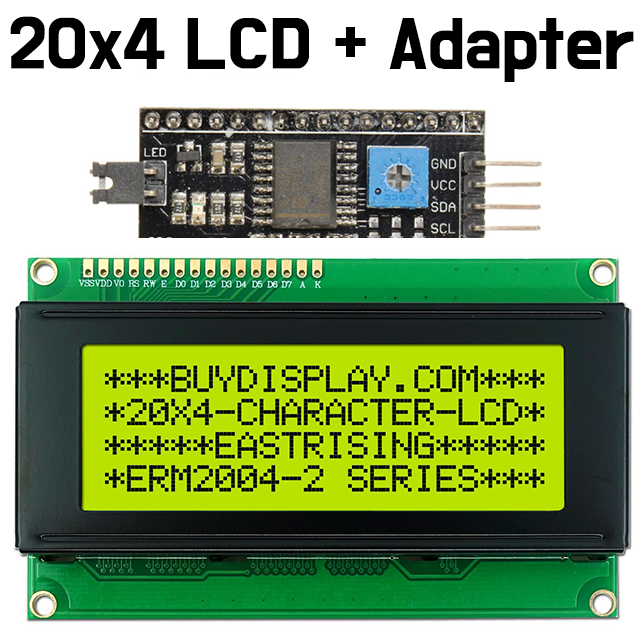 20x4 LCD + Adapter
LED
GND
VCC
SDA
SCL
VSS VDD VO RS RW E D0 D1 D2 D3 D4 D5 D6 D7 A K
***BUYDISPLAY.COM***
*20X4-CHARACTER-LCD*
*****EASTRISING*****
*ERM2004-2 SERIES***